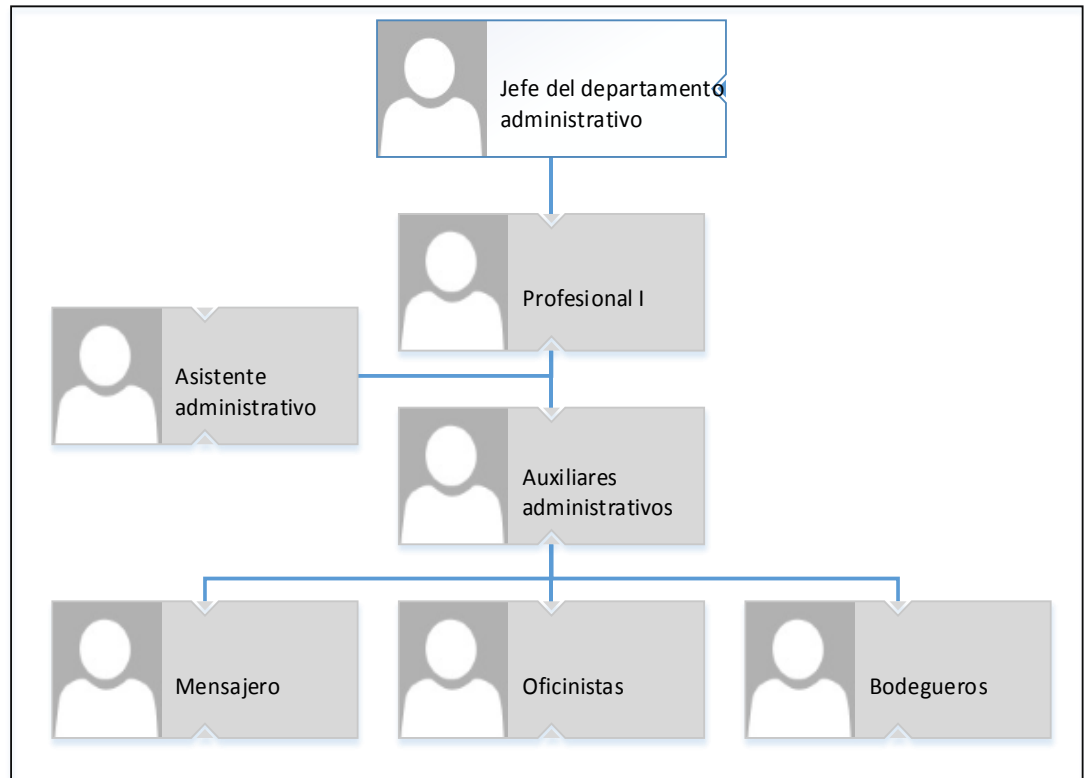 Jefe del departamento
administrativo
Profesional I
Asistente
administrativo
Auxiliares
administrativos
Mensajero
Oficinistas
Bodegueros